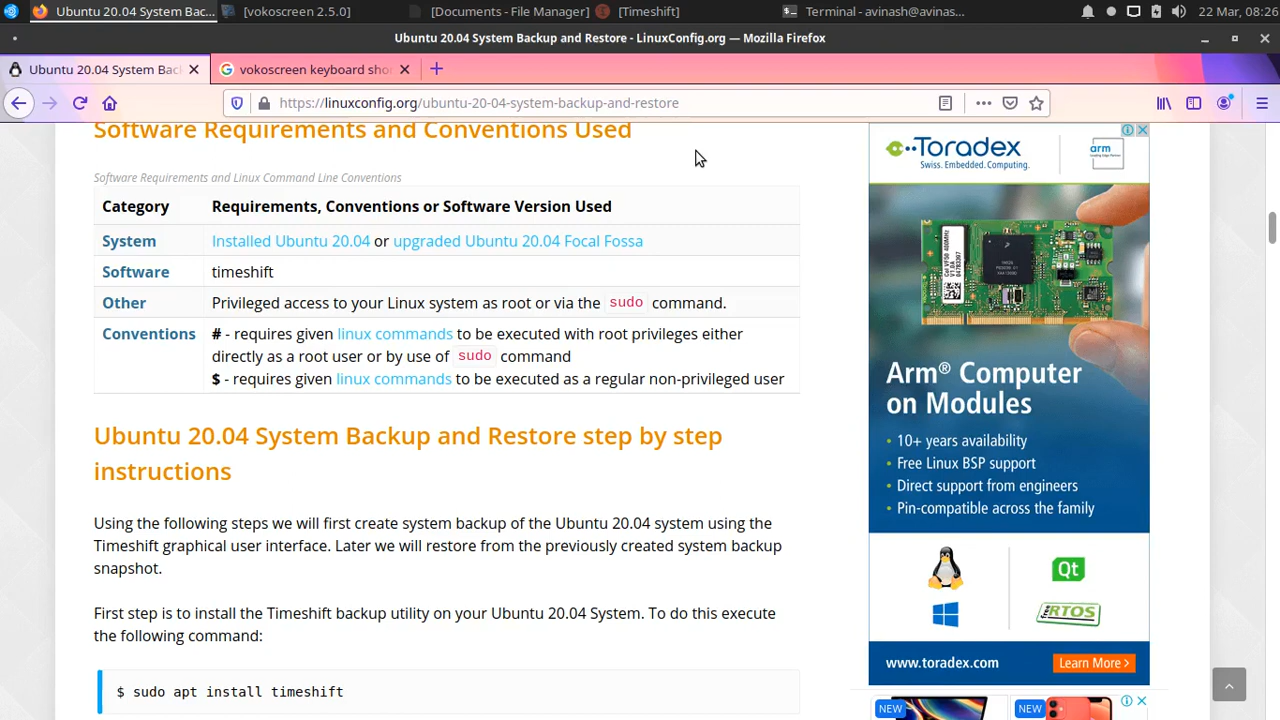 Ubuntu 20.04 System Bac...
[vokoscreen 2.5.0]
[Documents - File Manager]
[Timeshift]
Terminal - avinash@avinas...
22 Mar, 08:26
Ubuntu 20.04 System Backup and Restore - LinuxConfig.org — Mozilla Firefox
Ubuntu 20.04 System Bac
vokoscreen keyboard sho
https://linuxconfig.org/ubuntu-20-04-system-backup-and-restore
Software Requirements and Conventions Used
Software Requirements and Linux Command Line Conventions
Category Requirements, Conventions or Software Version Used
System Installed Ubuntu 20.04 or upgraded Ubuntu 20.04 Focal Fossa
Software timeshift
Other Privileged access to your Linux system as root or via the sudo command.
Conventions # - requires given linux commands to be executed with root privileges either
directly as a root user or by use of sudo command
$ - requires given linux commands to be executed as a regular non-privileged user
Ubuntu 20.04 System Backup and Restore step by step
instructions
Using the following steps we will first create system backup of the Ubuntu 20.04 system using the
Timeshift graphical user interface. Later we will restore from the previously created system backup
snapshot.
First step is to install the Timeshift backup utility on your Ubuntu 20.04 System. To do this execute
the following command:
$ sudo apt install timeshift
Toradex
Swiss. Embedded. Computing.
arm
Arm® Computer
on Modules
• 10+ years availability
• Free Linux BSP support
• Direct support from engineers
• Pin-compatible across the family
Qt
RTOS
www.toradex.com
Learn More >
NEW
NEW